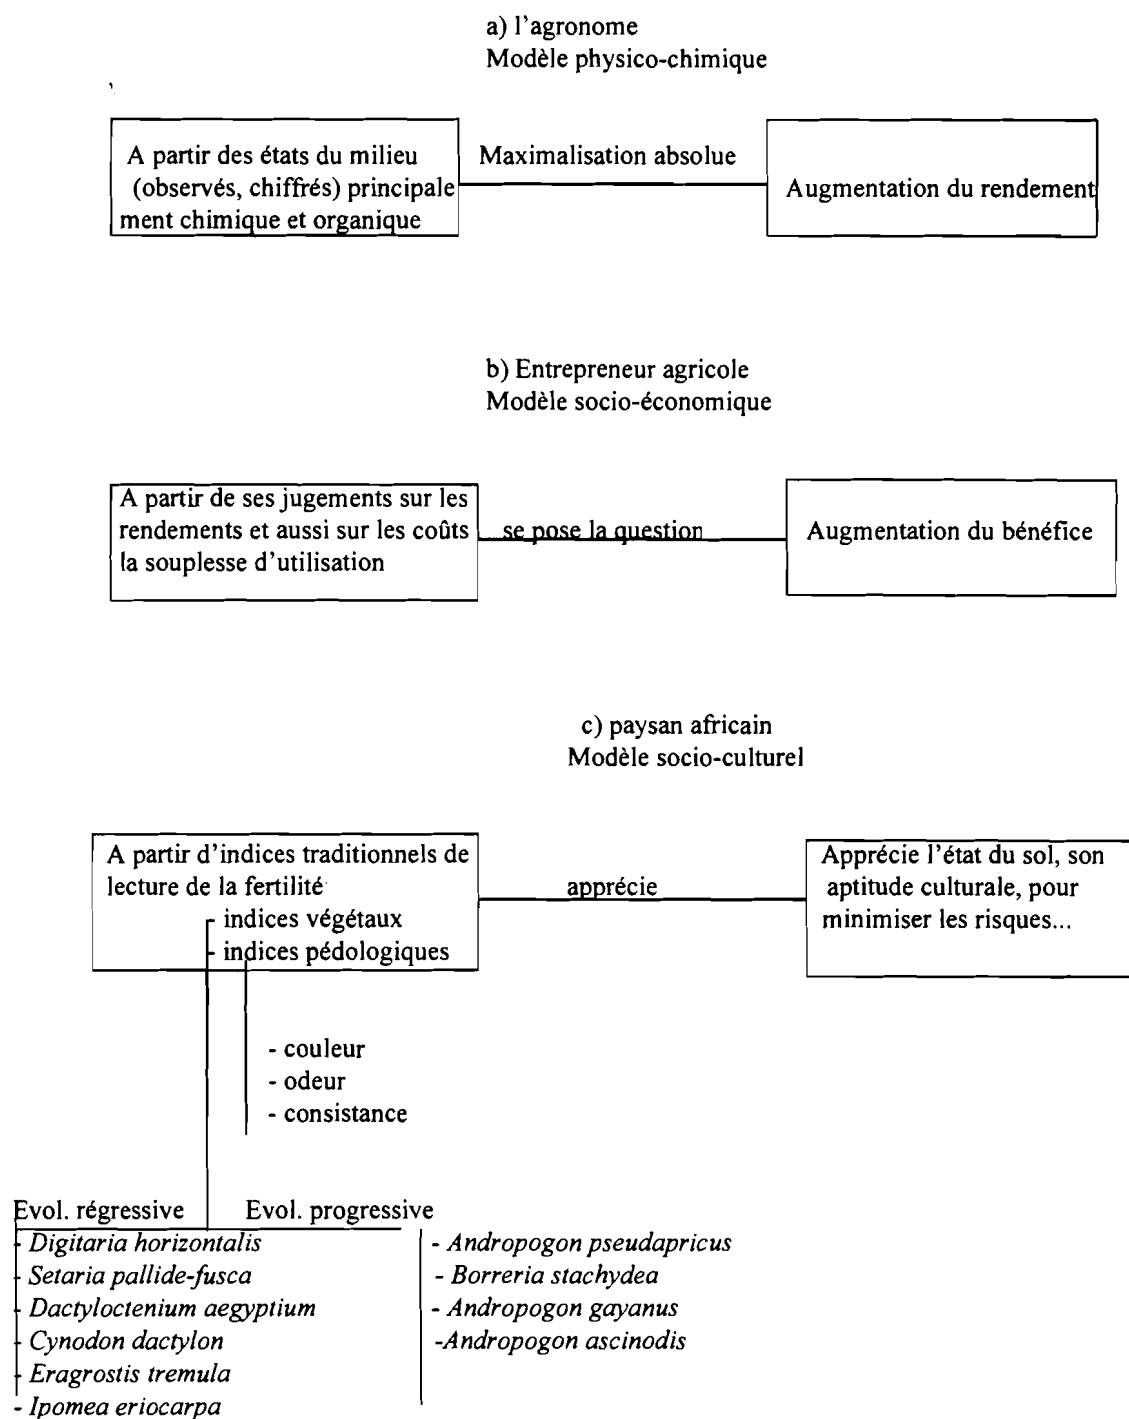 a) l'agronome
Modèle physico-chimique
A partir des états du milieu
(observés, chiffrés) principale
ment chimique et organique
Maximalisation absolue
Augmentation du rendement
b) Entrepreneur agricole
Modèle socio-économique
A partir de ses jugements sur les
rendements et aussi sur les coûts
la souplesse d'utilisation
se pose la question
Augmentation du bénéfice
c) paysan africain
Modèle socio-culturel
A partir d'indices traditionnels de
lecture de la fertilité
- indices végétaux
- indices pédologiques
apprécie
Apprécie l'état du sol, son
aptitude culturale, pour
minimiser les risques...
- couleur
- odeur
- consistance
Evol. régressive
- Digitaria horizontalis
- Setaria pallide-fusca
- Dactyloctenium aegyptium
- Cynodon dactylon
- Eragrostis tremula
- Ipomea eriocarpa
Evol. progressive
- Andropogon pseudapricus
- Borreria stachydea
- Andropogon gayanus
-Andropogon ascinodis